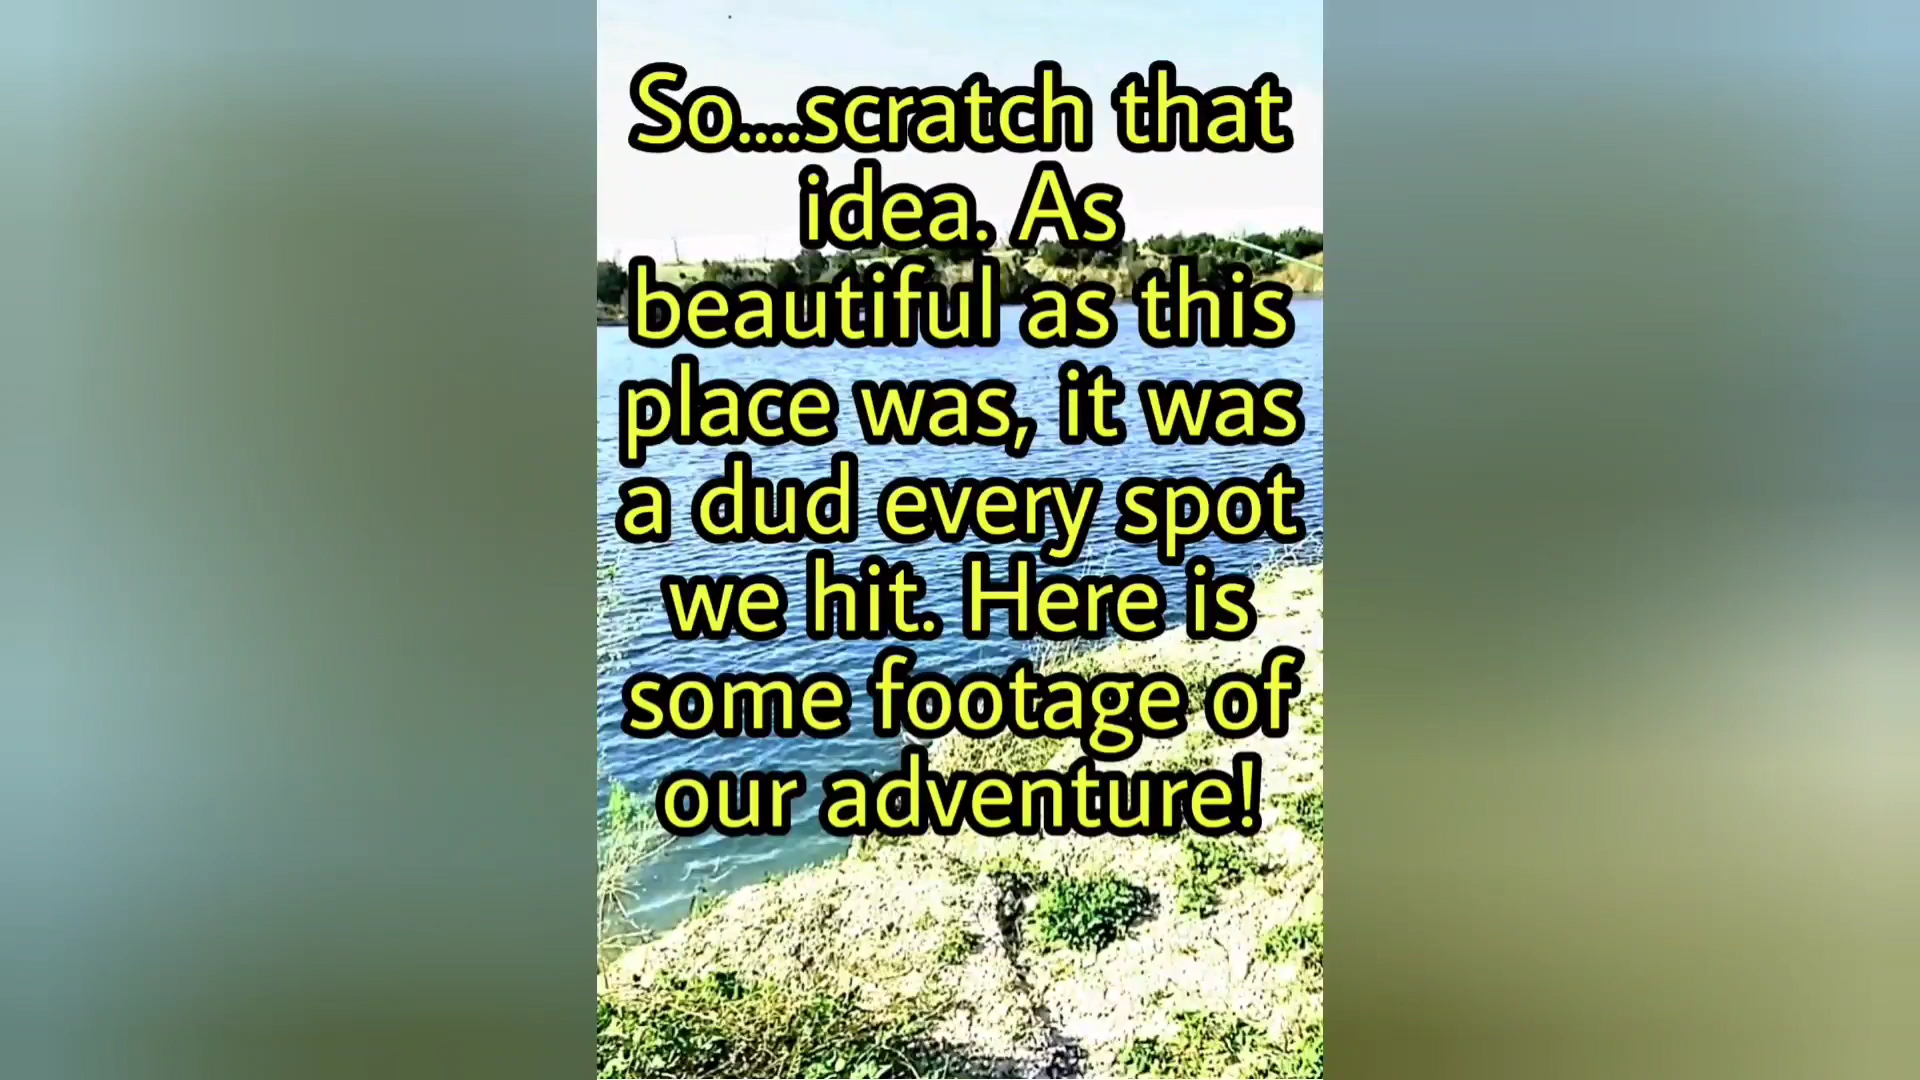 So....scratch that
idea. As
beautiful as this
place was, it was
a dud every spot
we hit. Here is
some footage of
our adventure!